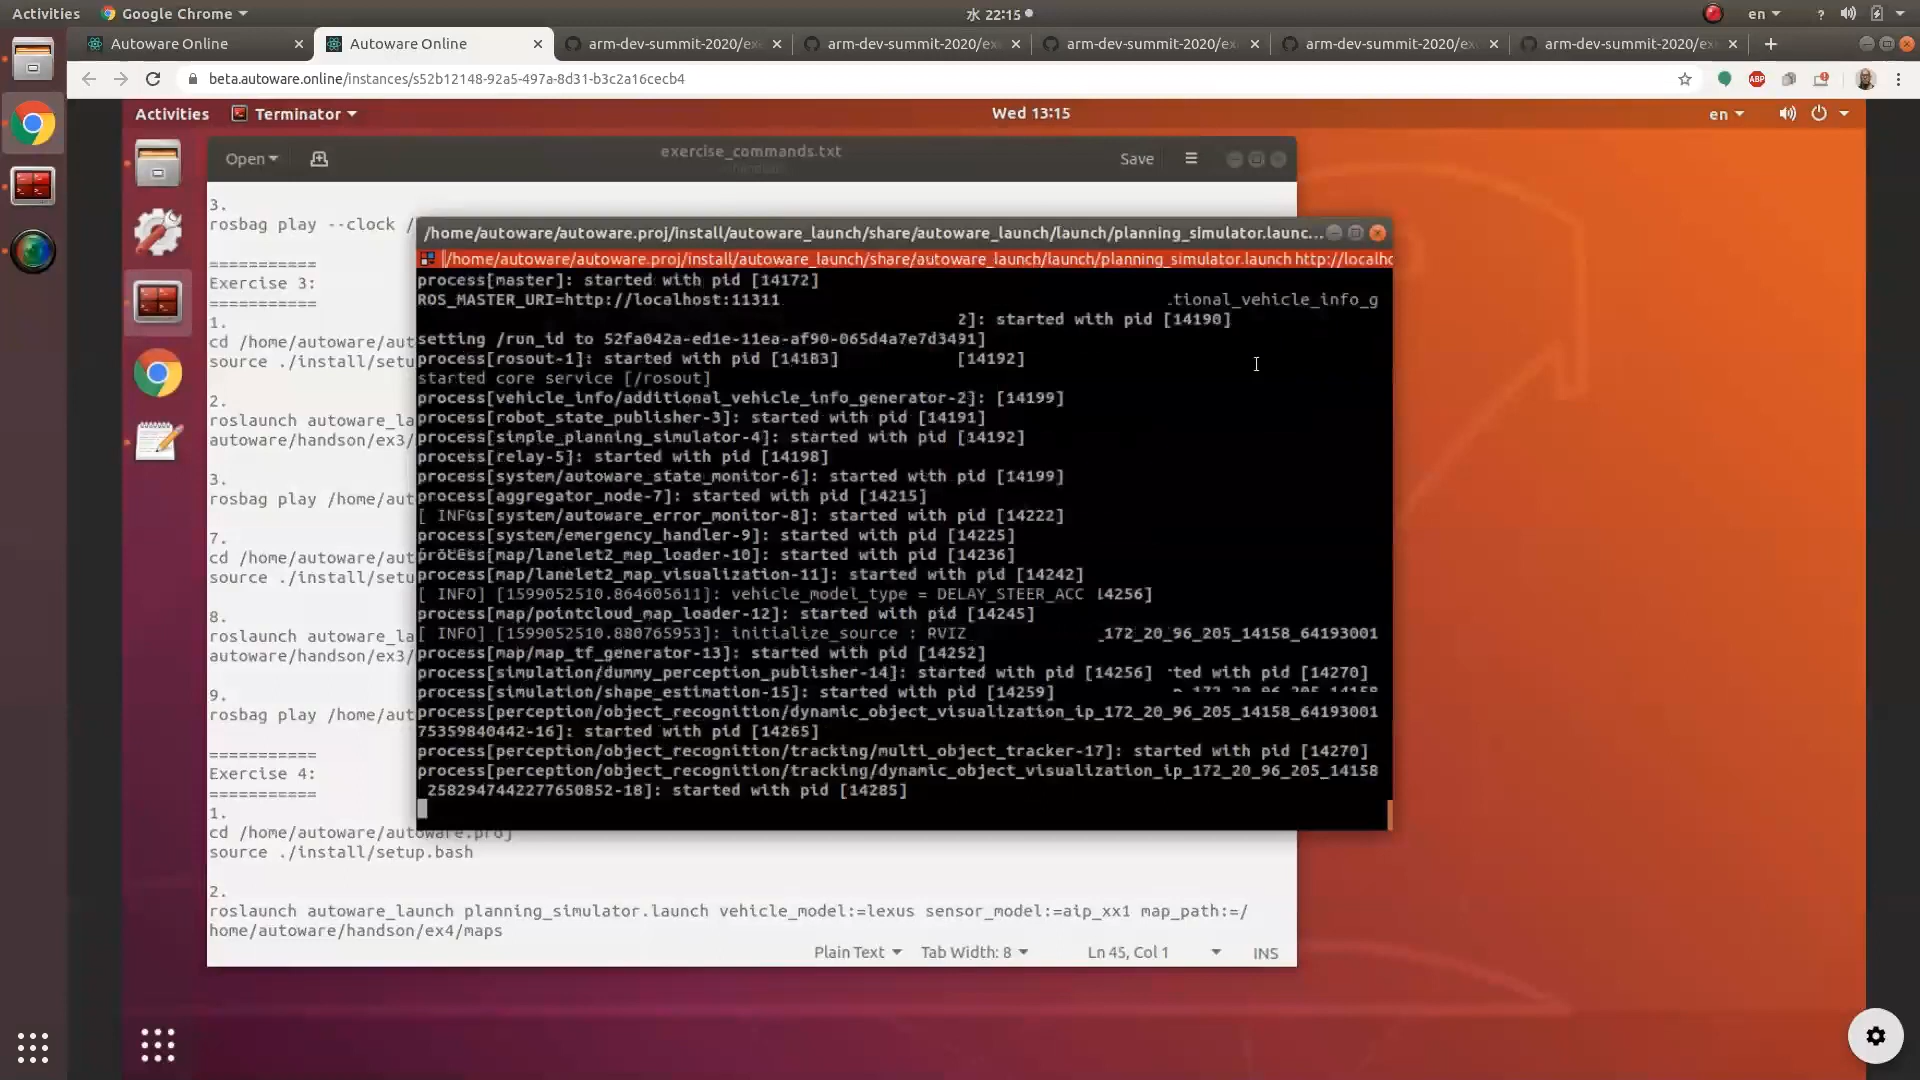 Activities
Google Chrome
水 22:15
en
Autoware Online
Autoware Online
arm-dev-summit-2020/ex
arm-dev-summit-2020/ex
arm-dev-summit-2020/ex
arm-dev-summit-2020/ex
arm-dev-summit-2020/ex
beta.autoware.online/instances/s52b12148-92a5-497a-8d31-b3c2a16cecb4
ABP
Activities
Terminator
Wed 13:15
en
Open
exercise_commands.txt
Save
3.
rosbag play --clock /
===========
Exercise 3:
===========
1.
cd /home/autoware/aut
source ./install/setu
2.
roslaunch autoware_la
autoware/handson/ex3/
3.
rosbag play /home/aut
7.
cd /home/autoware/aut
source ./install/setu
8.
roslaunch autoware_la
autoware/handson/ex3/
9.
rosbag play /home/aut
===========
Exercise 4:
===========
1.
cd /home/autoware/autoware.proj
source ./install/setup.bash
2.
roslaunch autoware_launch planning_simulator.launch vehicle_model:=lexus sensor_model:=aip_xx1 map_path:=/
home/autoware/handson/ex4/maps
Plain Text
Tab Width: 8
Ln 45, Col 1
INS
/home/autoware/autoware.proj/install/autoware_launch/share/autoware_launch/launch/planning_simulator.launc...
/home/autoware/autoware.proj/install/autoware_launch/share/autoware_launch/launch/planning_simulator.launch http://localho
process[master]: started with pid [14172]
ROS_MASTER_URI=http://localhost:11311 tional_vehicle_info_g
2]: started with pid [14190]
setting /run_id to 52fa042a-ed1e-11ea-af90-065d4a7e7d3491]
process[rosout-1]: started with pid [14183] [14192]
started core service [/rosout]
process[vehicle_info/additional_vehicle_info_generator-2]: [14199]
process[robot_state_publisher-3]: started with pid [14191]
process[simple_planning_simulator-4]: started with pid [14192]
process[relay-5]: started with pid [14198]
process[system/autoware_state_monitor-6]: started with pid [14199]
process[aggregator_node-7]: started with pid [14215]
[ INFOs[system/autoware_error_monitor-8]: started with pid [14222]
process[system/emergency_handler-9]: started with pid [14225]
process[map/lanelet2_map_loader-10]: started with pid [14236]
process[map/lanelet2_map_visualization-11]: started with pid [14242]
[ INFO] [1599052510.864605611]: vehicle_model_type = DELAY_STEER_ACC 14256]
process[map/pointcloud_map_loader-12]: started with pid [14245]
[ INFO] [1599052510.880765953]: initialize_source : RVIZ _172_20_96_205_14158_64193001
process[map/map_tf_generator-13]: started with pid [14252]
process[simulation/dummy_perception_publisher-14]: started with pid [14256] ted with pid [14270]
process[simulation/shape_estimation-15]: started with pid [14259]
process[perception/object_recognition/dynamic_object_visualization_ip_172_20_96_205_14158_64193001
75359840442-16]: started with pid [14265]
process[perception/object_recognition/tracking/multi_object_tracker-17]: started with pid [14270]
process[perception/object_recognition/tracking/dynamic_object_visualization_ip_172_20_96_205_14158
_2582947442277650852-18]: started with pid [14285]